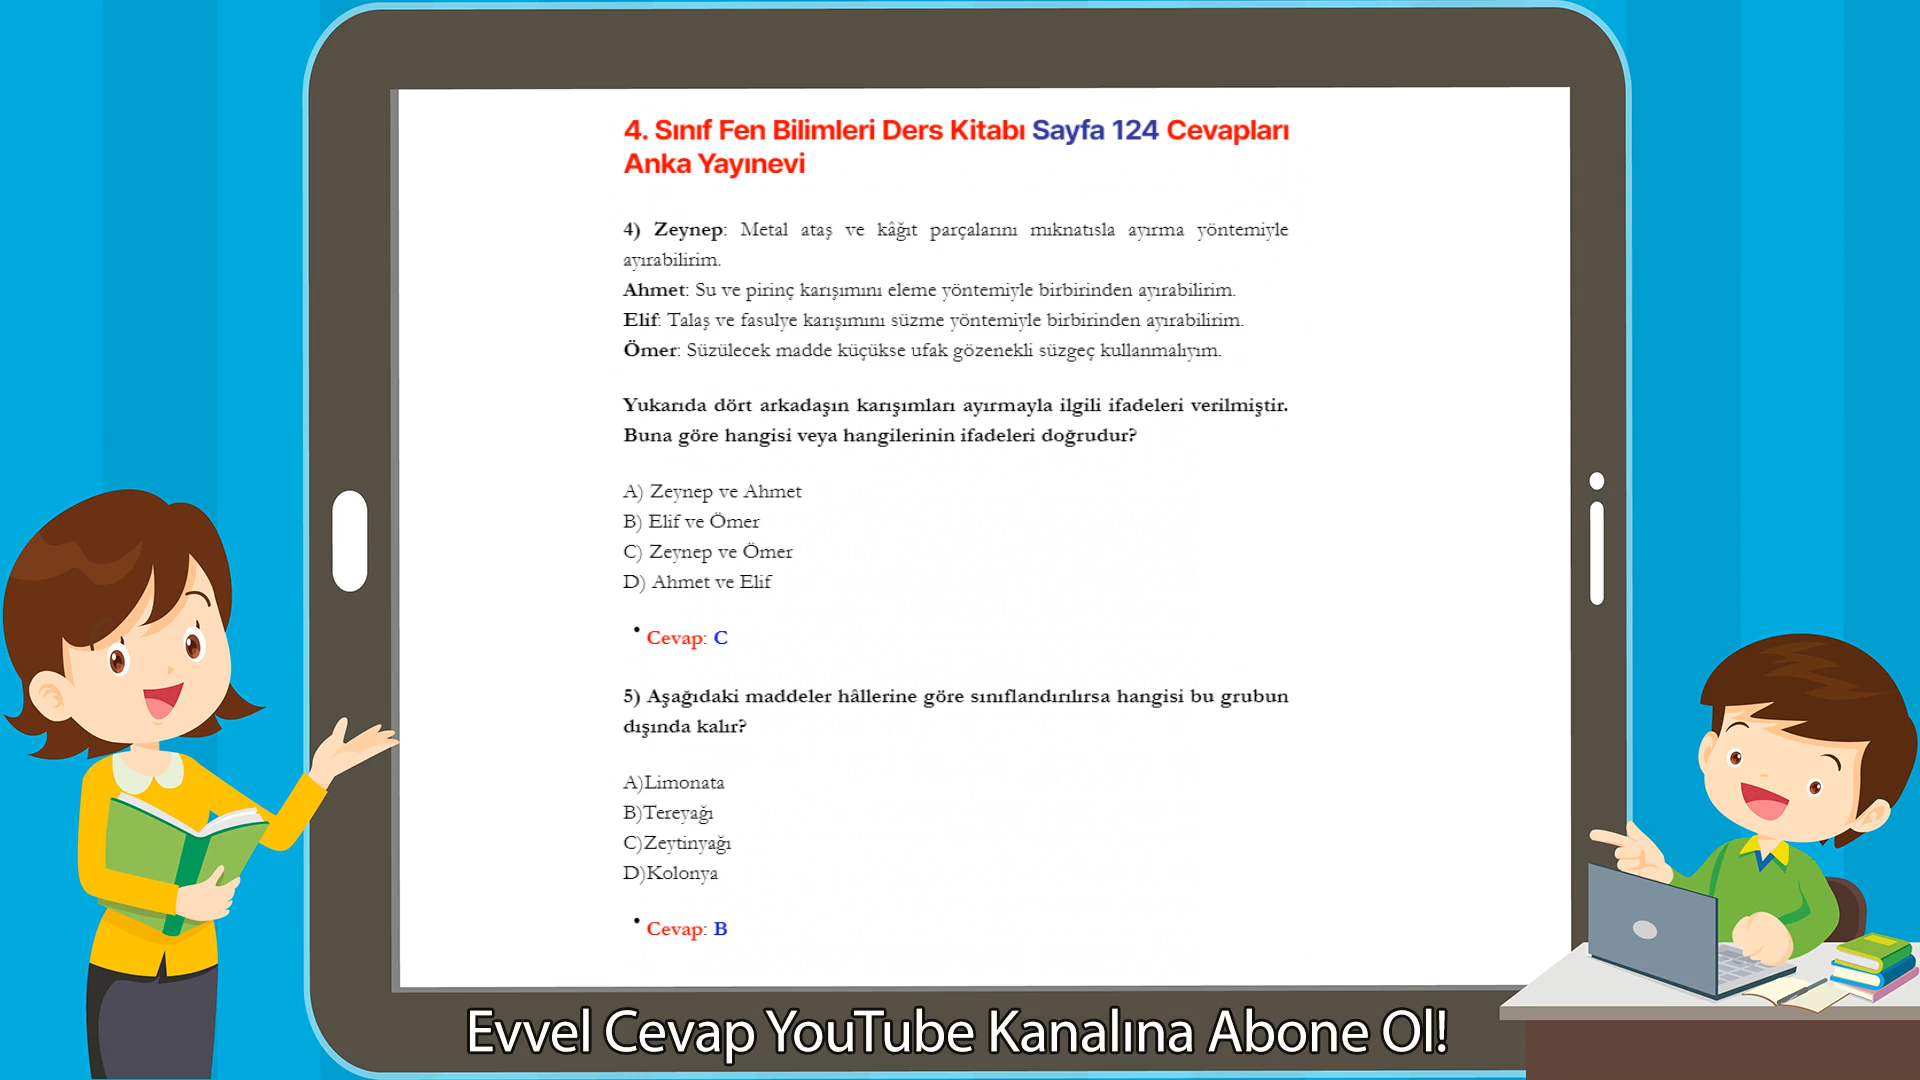 4. Sınıf Fen Bilimleri Ders Kitabı Sayfa 124 Cevapları
Anka Yayınevi
4) Zeynep: Metal ataş ve kâğıt parçalarını mıknatısla ayırma yöntemiyle
ayırabilirim.
Ahmet: Su ve pirinç karışımını eleme yöntemiyle birbirinden ayırabilirim.
Elif: Talaş ve fasulye karışımını süzme yöntemiyle birbirinden ayırabilirim.
Ömer: Süzülecek madde küçükse ufak gözenekli süzgeç kullanmalıyım.
Yukarıda dört arkadaşın karışımları ayırmayla ilgili ifadeleri verilmiştir.
Buna göre hangisi veya hangilerinin ifadeleri doğrudur?
A) Zeynep ve Ahmet
B) Elif ve Ömer
C) Zeynep ve Ömer
D) Ahmet ve Elif
• Cevap: C
5) Aşağıdaki maddeler hâllerine göre sınıflandırılırsa hangisi bu grubun
dışında kalır?
A)Limonata
B)Tereyağı
C)Zeytinyağı
D)Kolonya
• Cevap: B
Evvel Cevap YouTube Kanalına Abone Ol!